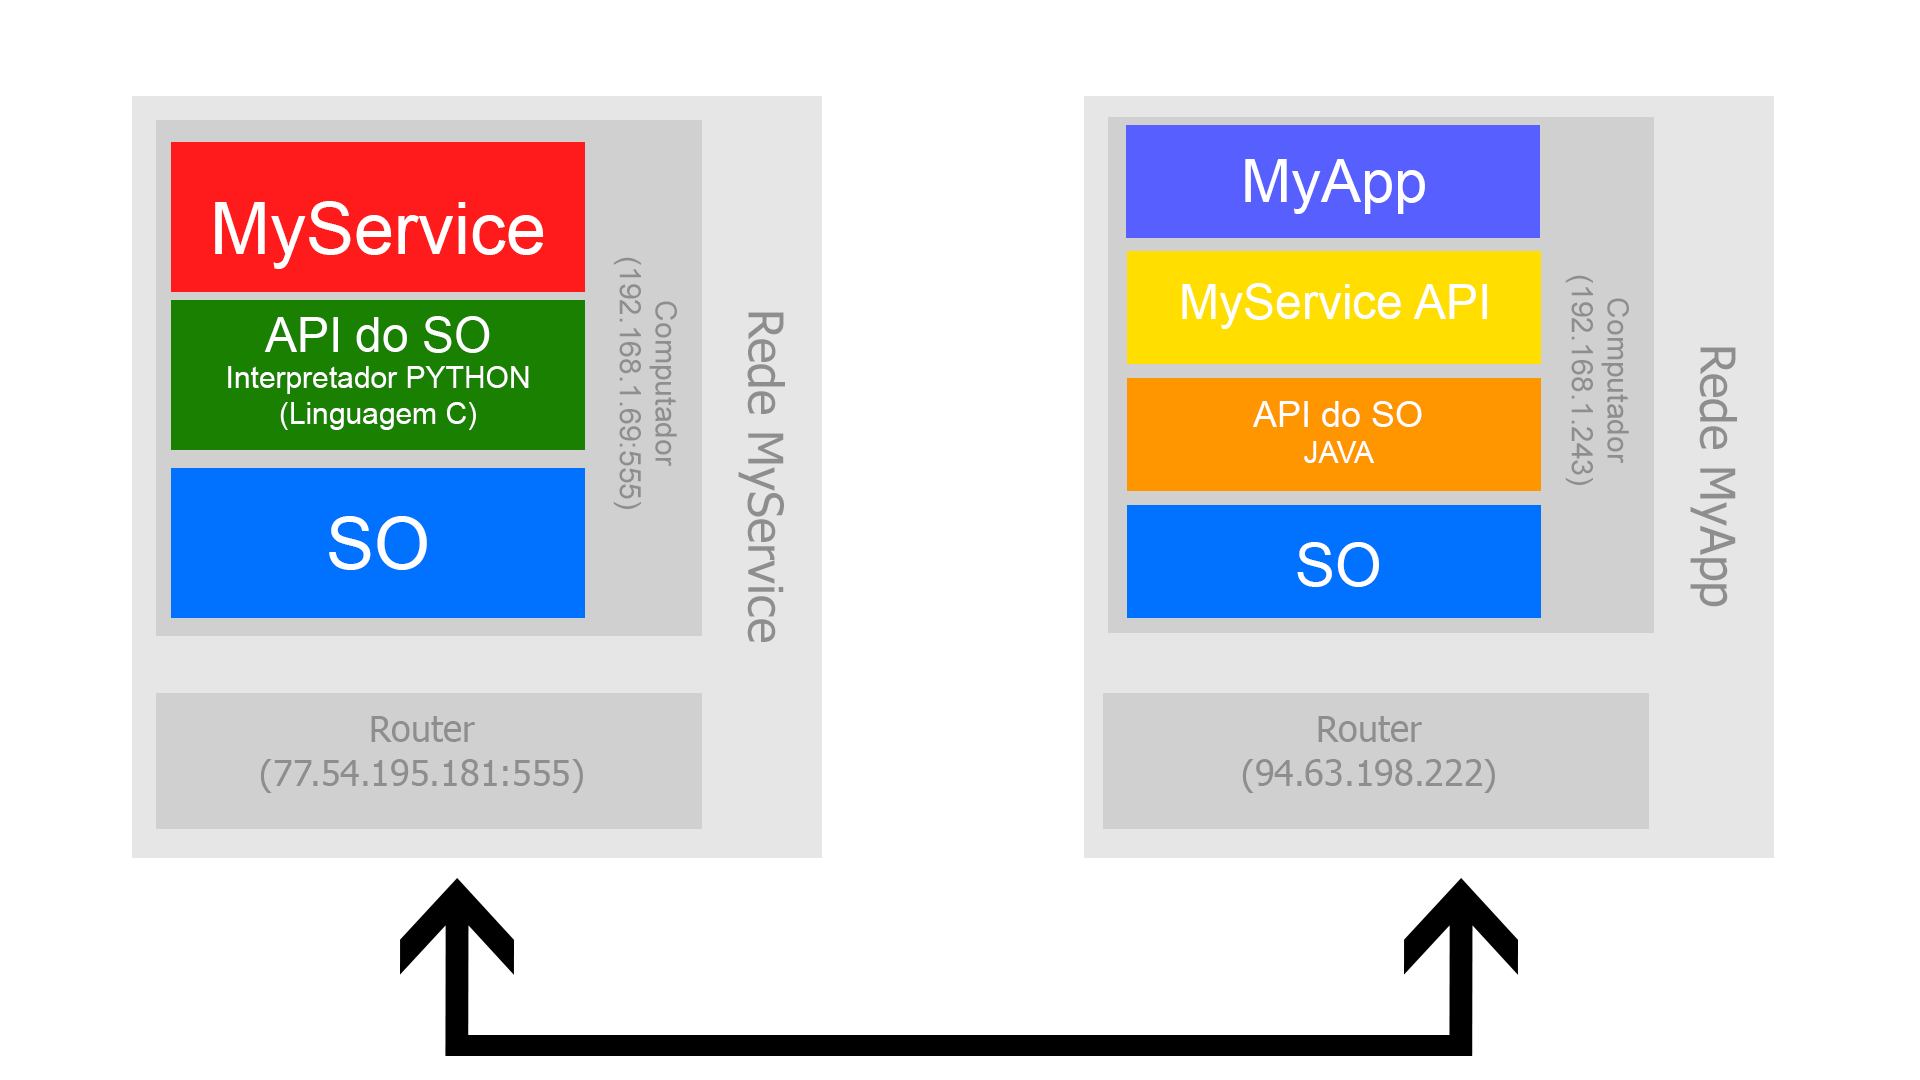 MyService
API do SO
Interpretador PYTHON
(Linguagem C)
SO
Computador
(192.168.1.69:555)
Rede MyService
Router
(77.54.195.181:555)
MyApp
MyService API
API do SO
JAVA
SO
Computador
(192.168.1.243)
Rede MyApp
Router
(94.63.198.222)